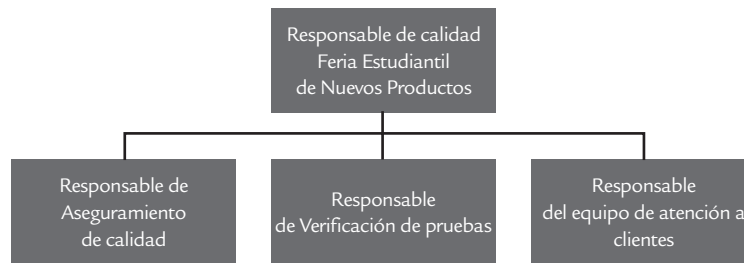 Responsable de calidad
Feria Estudiantil
de Nuevos Productos
Responsable de
Aseguramiento
de calidad
Responsable
de Verificación de pruebas
Responsable
del equipo de atención a
clientes